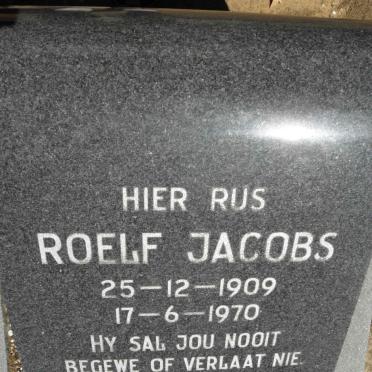 HIER RUS
ROELF JACOBS
25-12-1909
17-6-1970
HY SAL JOU NOOIT
BEGEWE OF VERLAAT NIE.